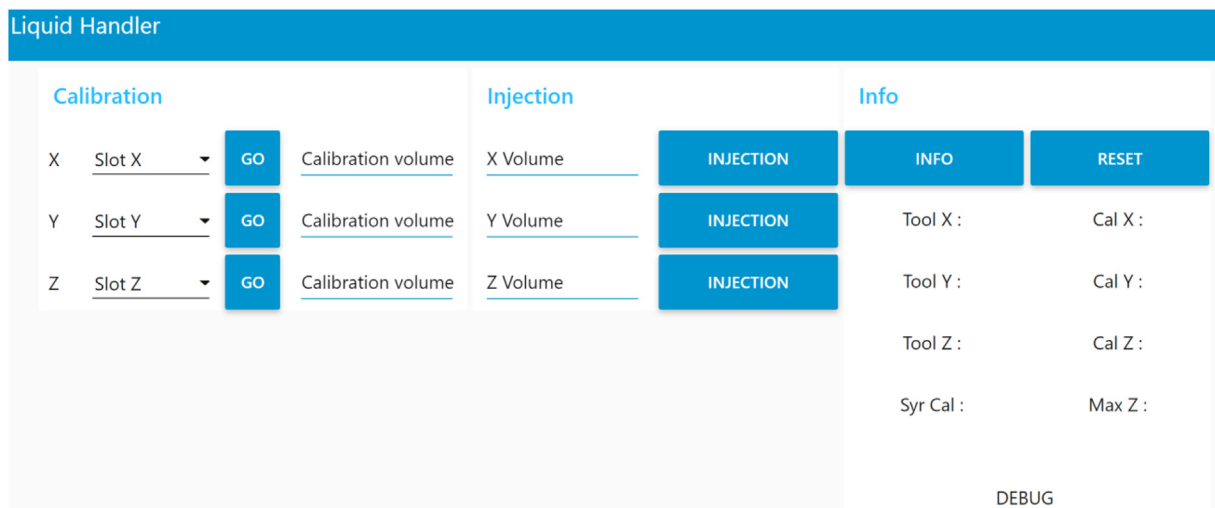 Liquid Handler
Calibration Injection Info
X Slot X GO Calibration volume X Volume INJECTION INFO RESET
Y Slot Y GO Calibration volume Y Volume INJECTION Tool X : Cal X :
Z Slot Z GO Calibration volume Z Volume INJECTION Tool Y : Cal Y :
Tool Z : Cal Z :
Syr Cal : Max Z :
DEBUG